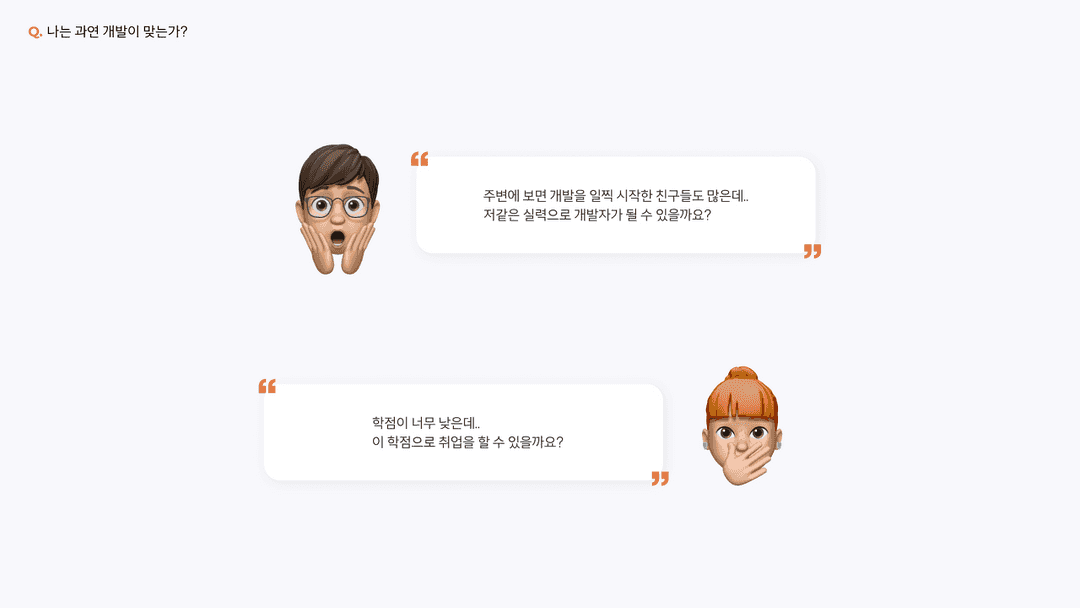 Q. 나는 과연 개발이 맞는가?
“
주변에 보면 개발을 일찍 시작한 친구들도 많은데..
저같은 실력으로 개발자가 될 수 있을까요?
”
“
학점이 너무 낮은데..
이 학점으로 취업을 할 수 있을까요?
”